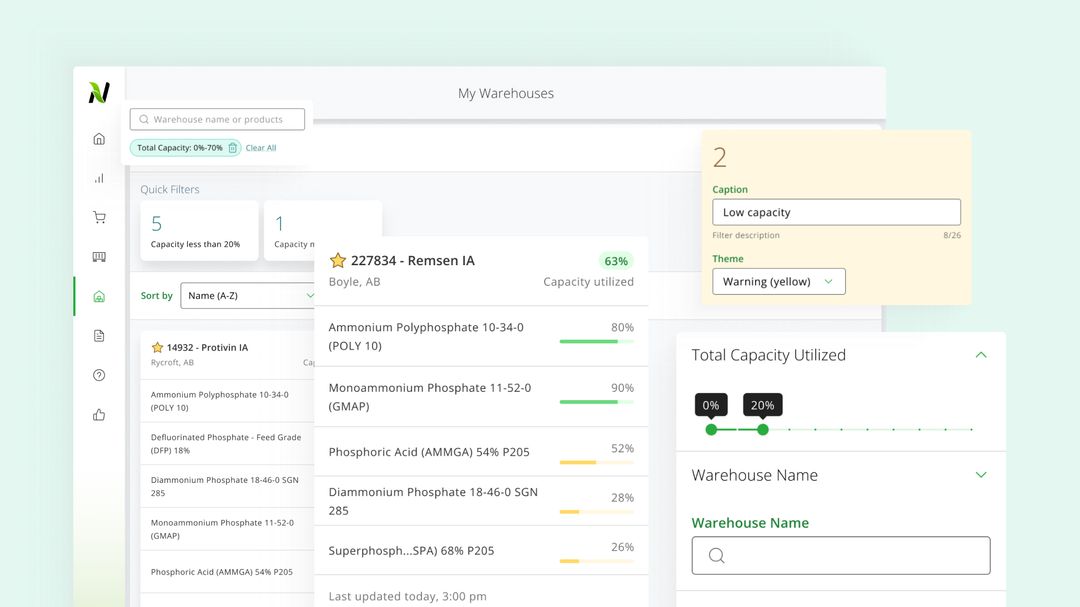 My Warehouses
Warehouse name or products
Total Capacity: 0%-70%
Clear All
Quick Filters
5
Capacity less than 20%
1
Sort by
Name (A-Z)
14932 - Protivin IA
Rycroft, AB
Ammonium Polyphosphate 10-34-0
(POLY 10)
Defluorinated Phosphate - Feed Grade
(DFP) 18%
Diammonium Phosphate 18-46-0 SGN
285
Monoammonium Phosphate 11-52-0
(GMAP)
Phosphoric Acid (AMMGA) 54% P205
227834 - Remsen IA
63%
Boyle, AB
Capacity utilized
Ammonium Polyphosphate 10-34-0
(POLY 10)
80%
Monoammonium Phosphate 11-52-0
(GMAP)
90%
Phosphoric Acid (AMMGA) 54% P205
52%
Diammonium Phosphate 18-46-0 SGN
285
28%
Superphosph...SPA) 68% P205
26%
Last updated today, 3:00 pm
2
Caption
Low capacity
Filter description
8/26
Theme
Warning (yellow)
Total Capacity Utilized
0%
20%
Warehouse Name
Warehouse Name